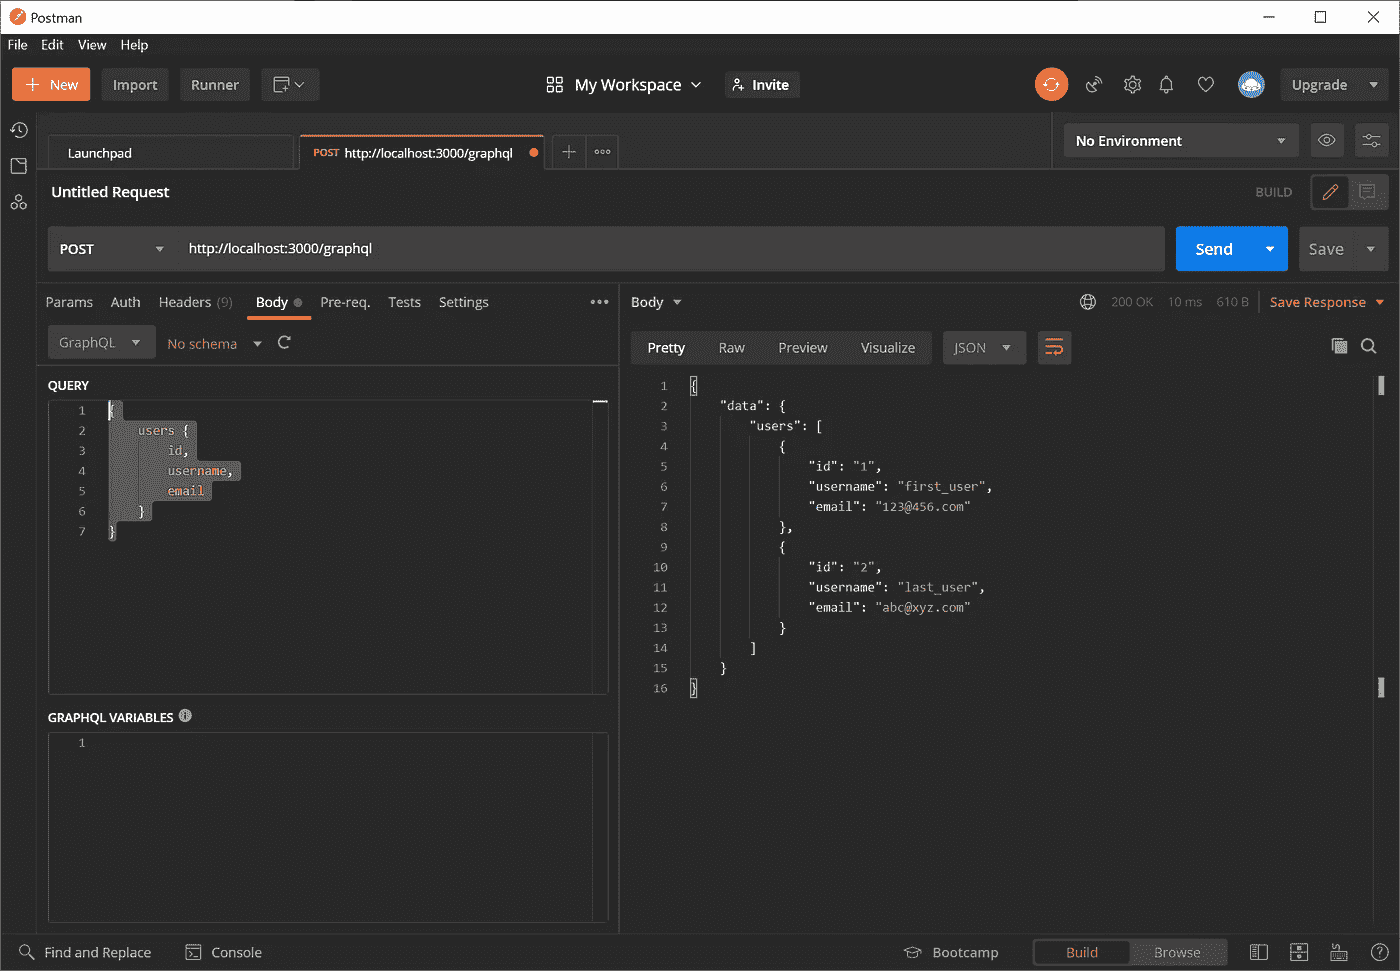 Postman
File Edit View Help
New Import Runner My Workspace Invite Upgrade
Launchpad POST http://localhost:3000/graphql No Environment
Untitled Request BUILD
POST http://localhost:3000/graphql Send Save
Params Auth Headers (9) Body Pre-req. Tests Settings
GraphQL No schema
QUERY
1 {
2 users {
3 id,
4 username,
5 email
6 }
7 }
GRAPHQL VARIABLES
1
Body 200 OK 10 ms 610 B Save Response
Pretty Raw Preview Visualize JSON
1 {
2 "data": {
3 "users": [
4 {
5 "id": "1",
6 "username": "first_user",
7 "email": "123@456.com"
8 },
9 {
10 "id": "2",
11 "username": "last_user",
12 "email": "abc@xyz.com"
13 }
14 ]
15 }
16 }
Find and Replace Console Bootcamp Build Browse